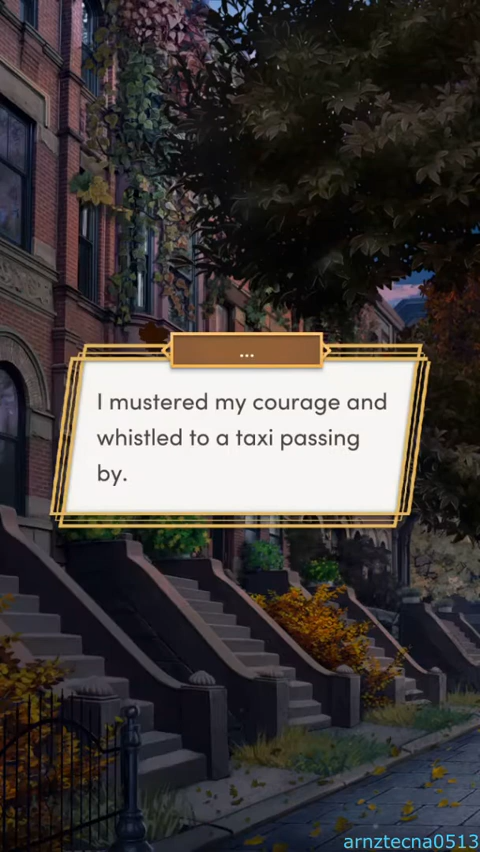 ...
I mustered my courage and
whistled to a taxi passing
by.
arnztecna0513